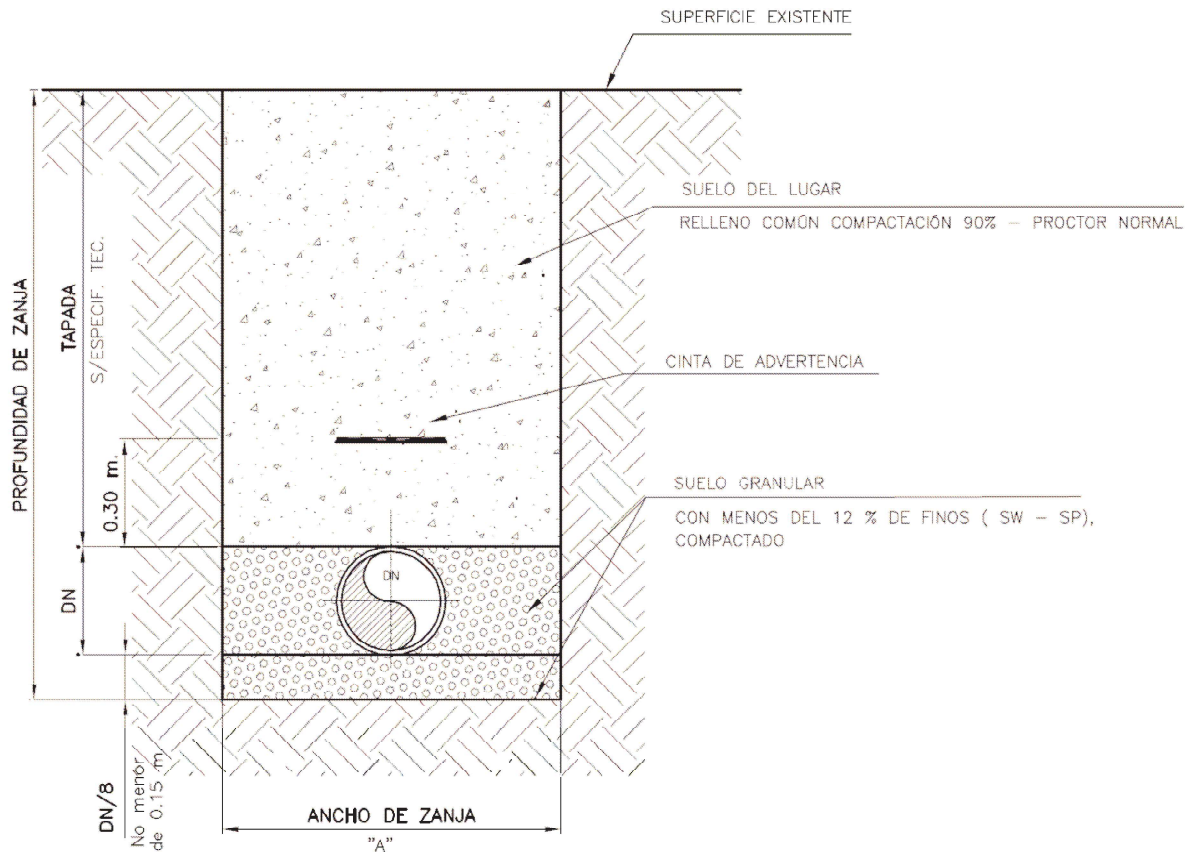 SUPERFICIE EXISTENTE
SUELO DEL LUGAR
RELLENO COMÚN COMPACTACIÓN 90% – PROCTOR NORMAL
CINTA DE ADVERTENCIA
SUELO GRANULAR
CON MENOS DEL 12 % DE FINOS ( SW – SP),
COMPACTADO
PROFUNDIDAD DE ZANJA
TAPADA
S/ESPECIF. TEC.
0.30 m
DN
DN
DN/8
No menor
de 0.15 m
ANCHO DE ZANJA
"A"